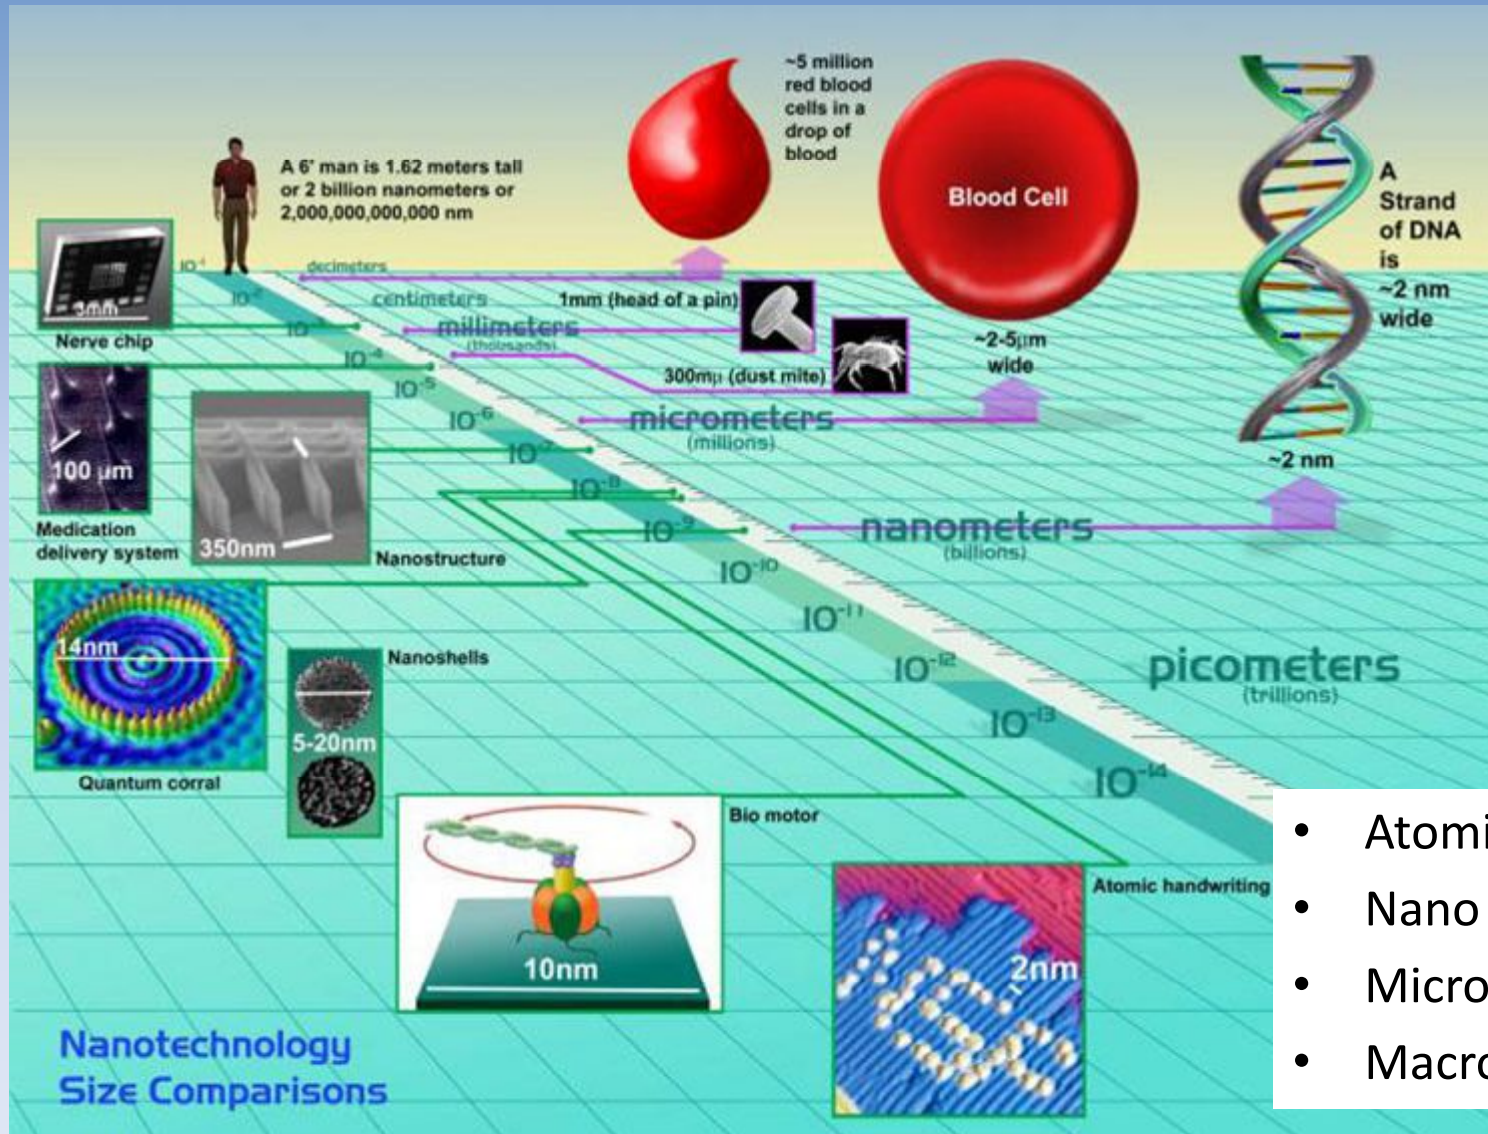 ~5 million
red blood
cells in a
drop of
blood
A 6' man is 1.62 meters tall
or 2 billion nanometers or
2,000,000,000,000 nm
Blood Cell
A
Strand
of DNA
is
~2 nm
wide
10-1
decimeters
10-2
centimeters
1mm (head of a pin)
3mm
Nerve chip
10-3
millimeters
(thousands)
~2-5μm
wide
10-4
300mμ (dust mite)
10-5
10-6
micrometers
(millions)
100 μm
Medication
delivery system
10-7
~2 nm
10-8
350nm
Nanostructure
10-9
nanometers
(billions)
10-10
10-11
14nm
Quantum corral
Nanoshells
5-20nm
10-12
picometers
(trillions)
10-13
10-14
Bio motor
10nm
Atomic handwriting
2nm
• Atomi
• Nano
• Micro
• Macro
Nanotechnology
Size Comparisons